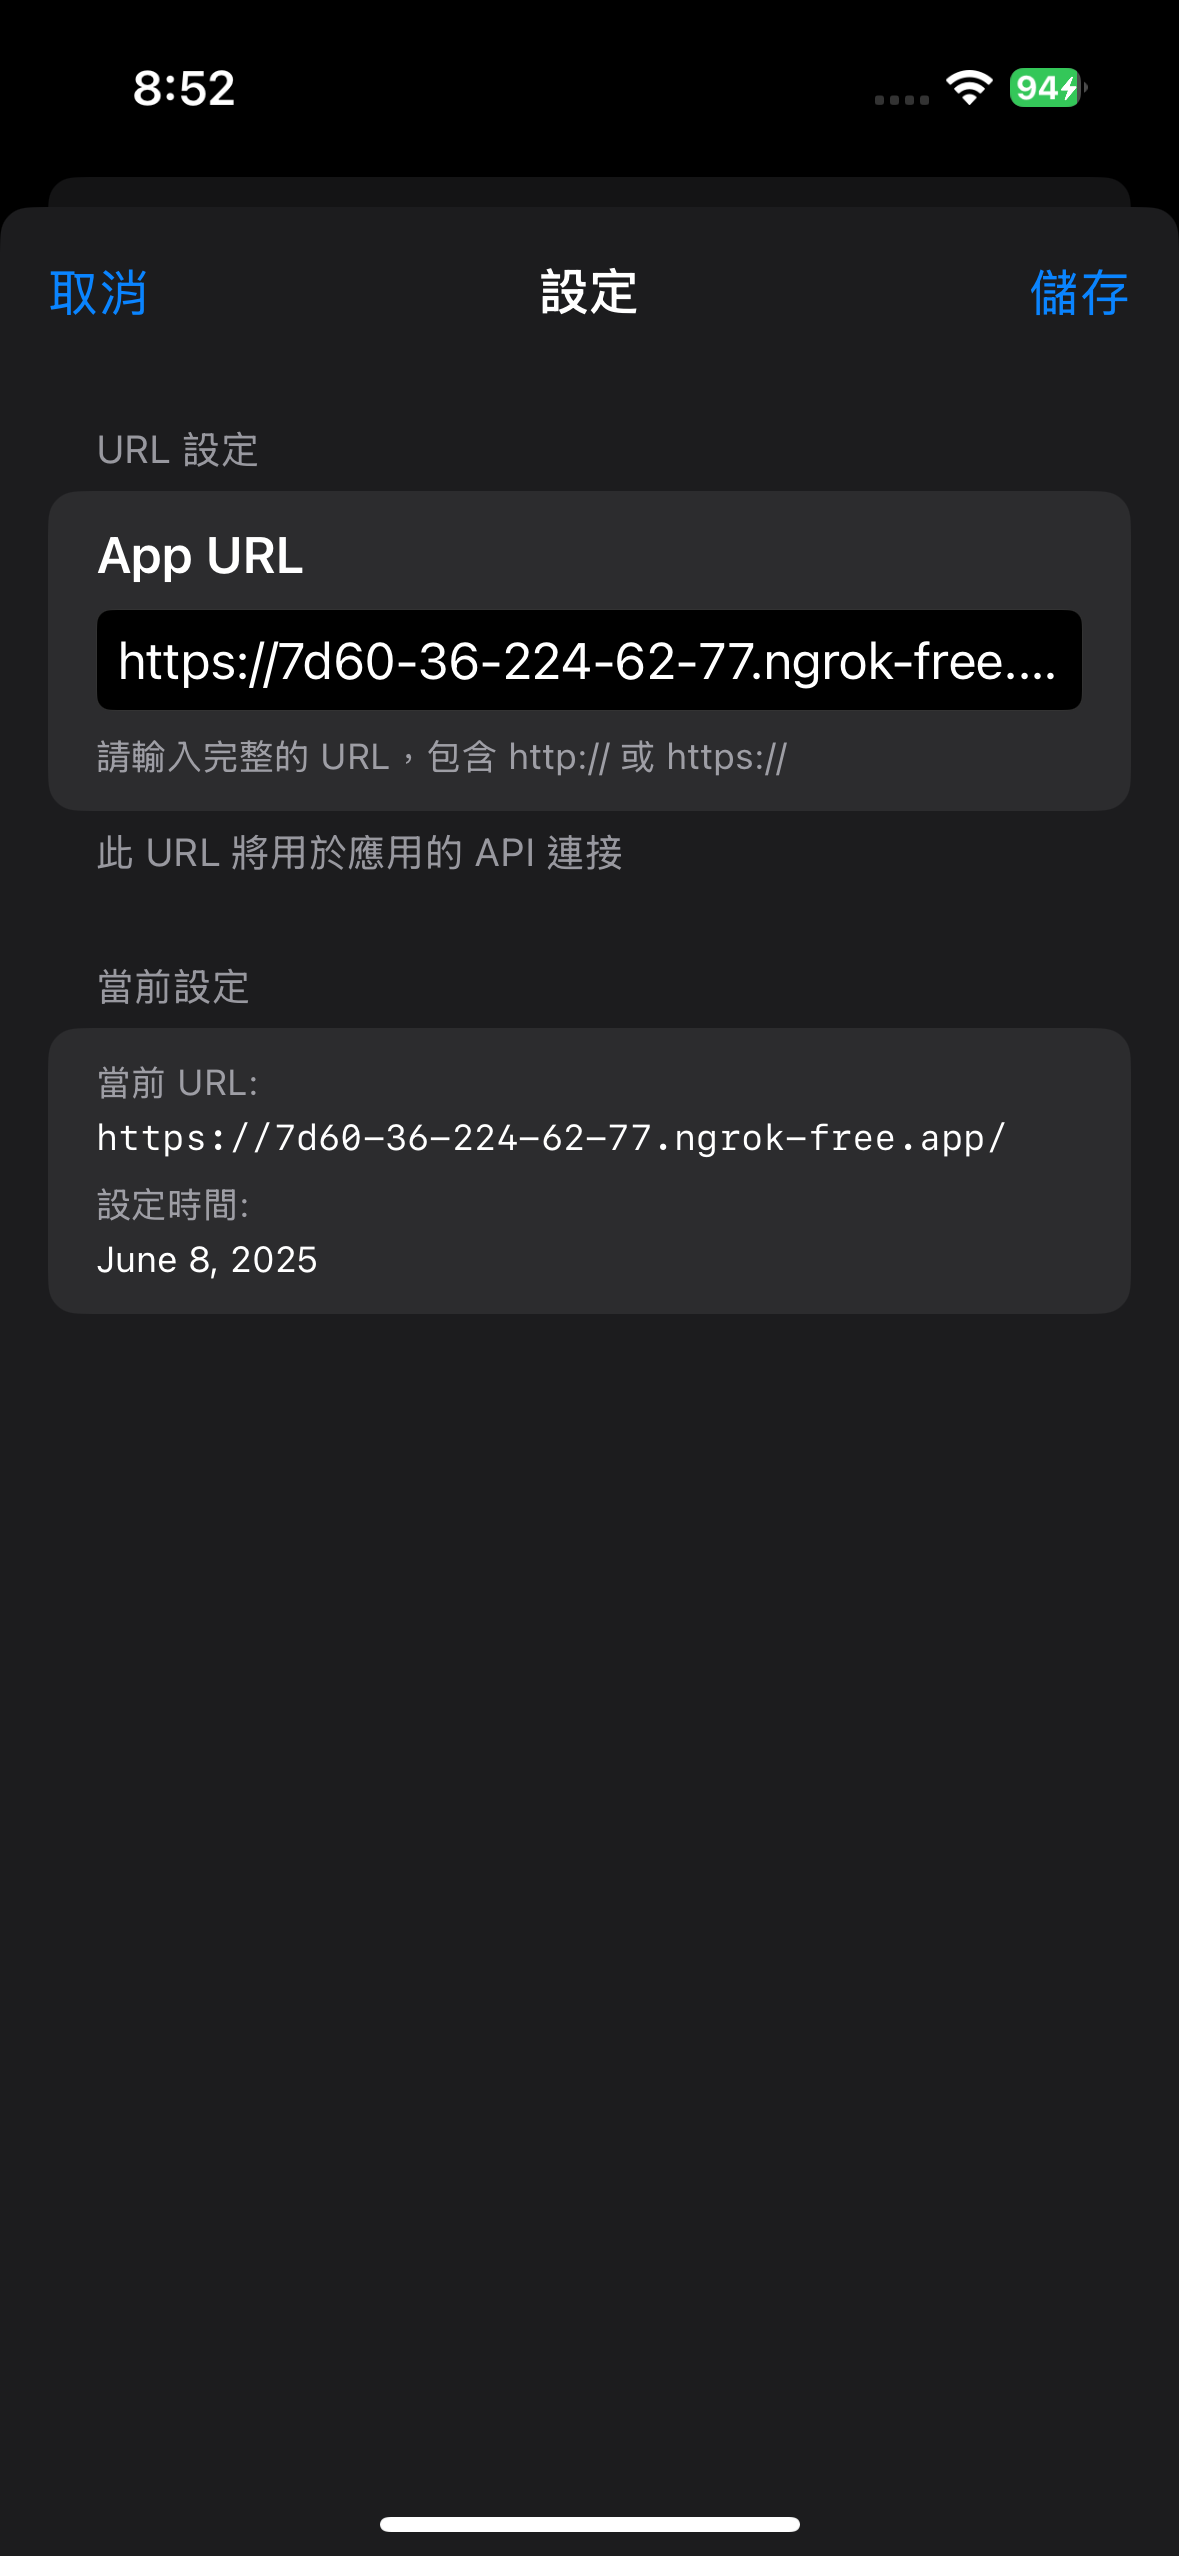 8:52
94
取消
設定
儲存
URL 設定
App URL
https://7d60-36-224-62-77.ngrok-free....
請輸入完整的 URL，包含 http:// 或 https://
此 URL 將用於應用的 API 連接
當前設定
當前 URL:
https://7d60-36-224-62-77.ngrok-free.app/
設定時間:
June 8, 2025